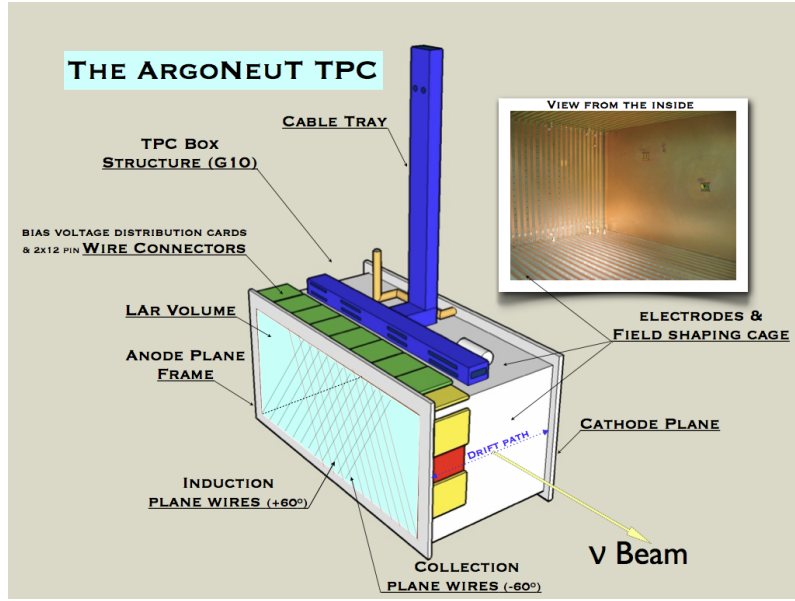 The ArgoNeuT TPC
View from the inside
Cable Tray
TPC Box
Structure (G10)
bias voltage distribution cards
& 2x12 pin Wire Connectors
LAr Volume
Anode Plane
Frame
electrodes &
Field shaping cage
Cathode Plane
Drift path
Induction
plane wires (+60°)
ν Beam
Collection
plane wires (-60°)